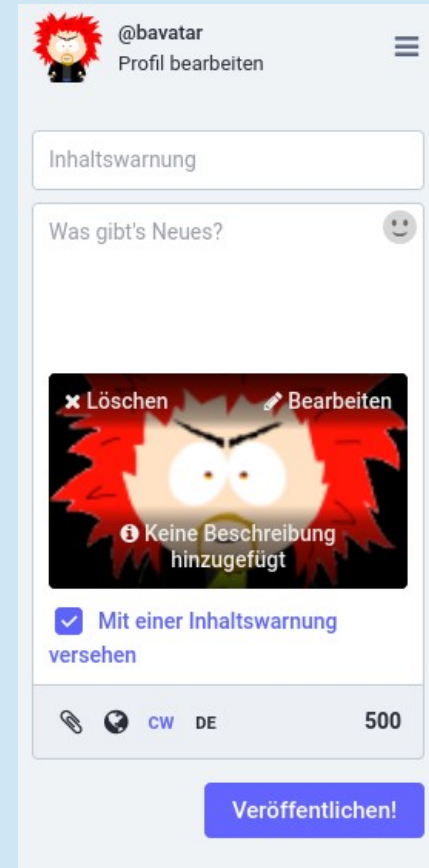 @bavatar
Profil bearbeiten
Inhaltswarnung
Was gibt's Neues?
Löschen
Bearbeiten
Keine Beschreibung
hinzugefügt
Mit einer Inhaltswarnung
versehen
CW DE 500
Veröffentlichen!